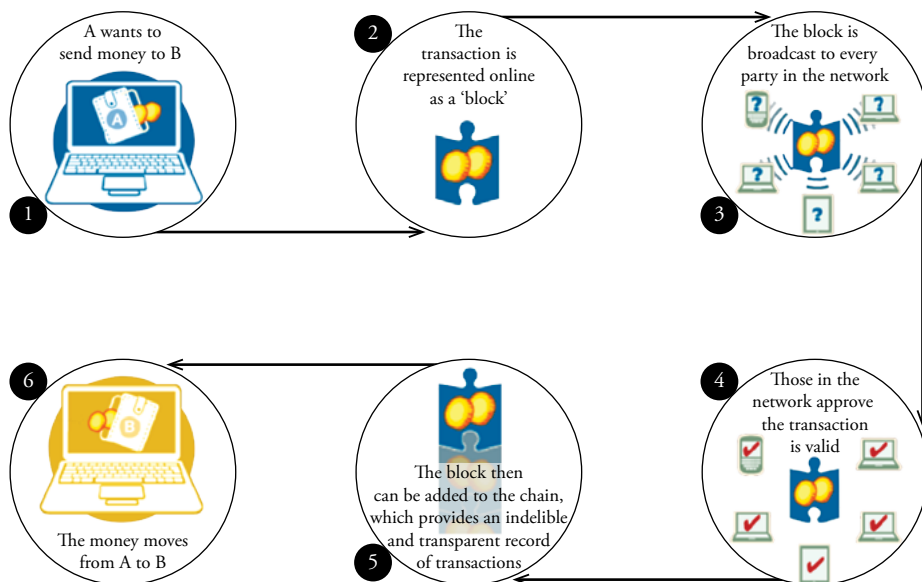 1
A wants to
send money to B
A
2
The
transaction is
represented online
as a ‘block’
3
The block is
broadcast to every
party in the network
?
?
?
?
?
4
Those in the
network approve
the transaction
is valid
5
The block then
can be added to the chain,
which provides an indelible
and transparent record
of transactions
6
B
The money moves
from A to B